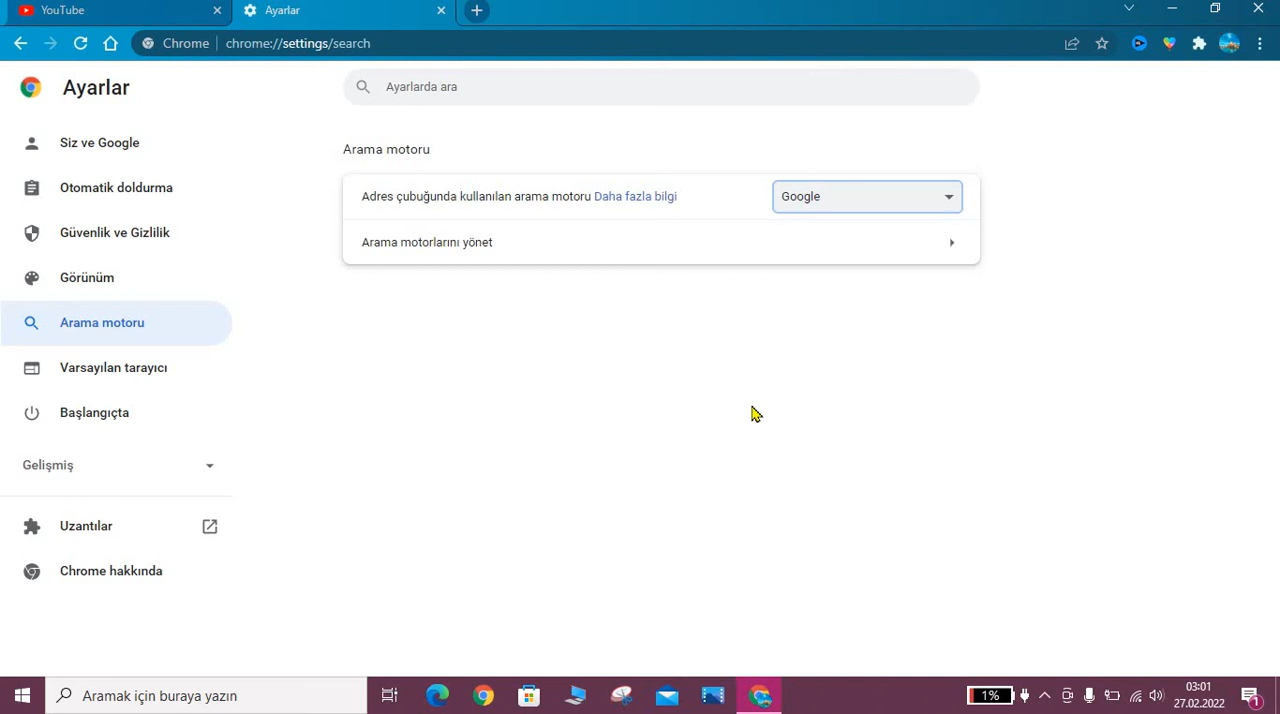 YouTube
Ayarlar
Chrome
chrome://settings/search
Ayarlar
Ayarlarda ara
Siz ve Google
Otomatik doldurma
Güvenlik ve Gizlilik
Görünüm
Arama motoru
Varsayılan tarayıcı
Başlangıçta
Gelişmiş
Uzantılar
Chrome hakkında
Arama motoru
Adres çubuğunda kullanılan arama motoru Daha fazla bilgi
Google
Arama motorlarını yönet
Aramak için buraya yazın
1%
03:01
27.02.2022
1